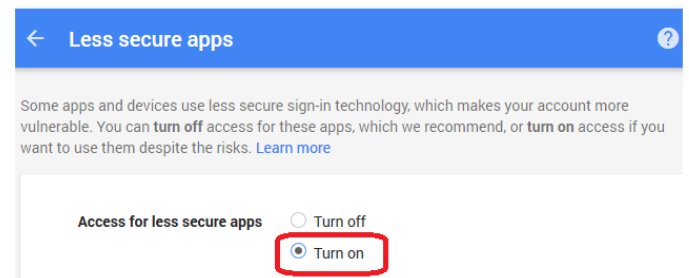 Less secure apps
Some apps and devices use less secure sign-in technology, which makes your account more
vulnerable. You can turn off access for these apps, which we recommend, or turn on access if you
want to use them despite the risks. Learn more
Access for less secure apps
Turn off
Turn on